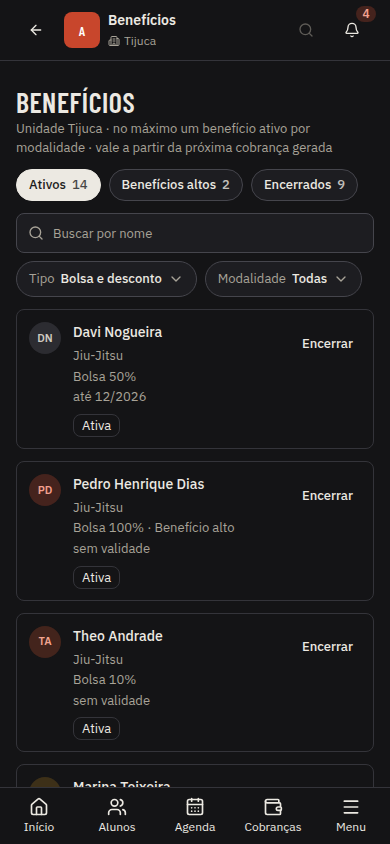 A
Benefícios
Tijuca
4
BENEFÍCIOS
Unidade Tijuca · no máximo um benefício ativo por
modalidade · vale a partir da próxima cobrança gerada
Ativos 14
Benefícios altos 2
Encerrados 9
Buscar por nome
Tipo Bolsa e desconto
Modalidade Todas
DN
Davi Nogueira
Encerrar
Jiu-Jitsu
Bolsa 50%
até 12/2026
Ativa
PD
Pedro Henrique Dias
Encerrar
Jiu-Jitsu
Bolsa 100% · Benefício alto
sem validade
Ativa
TA
Theo Andrade
Encerrar
Jiu-Jitsu
Bolsa 10%
sem validade
Ativa
Marina Teixeira
Início
Alunos
Agenda
Cobranças
Menu